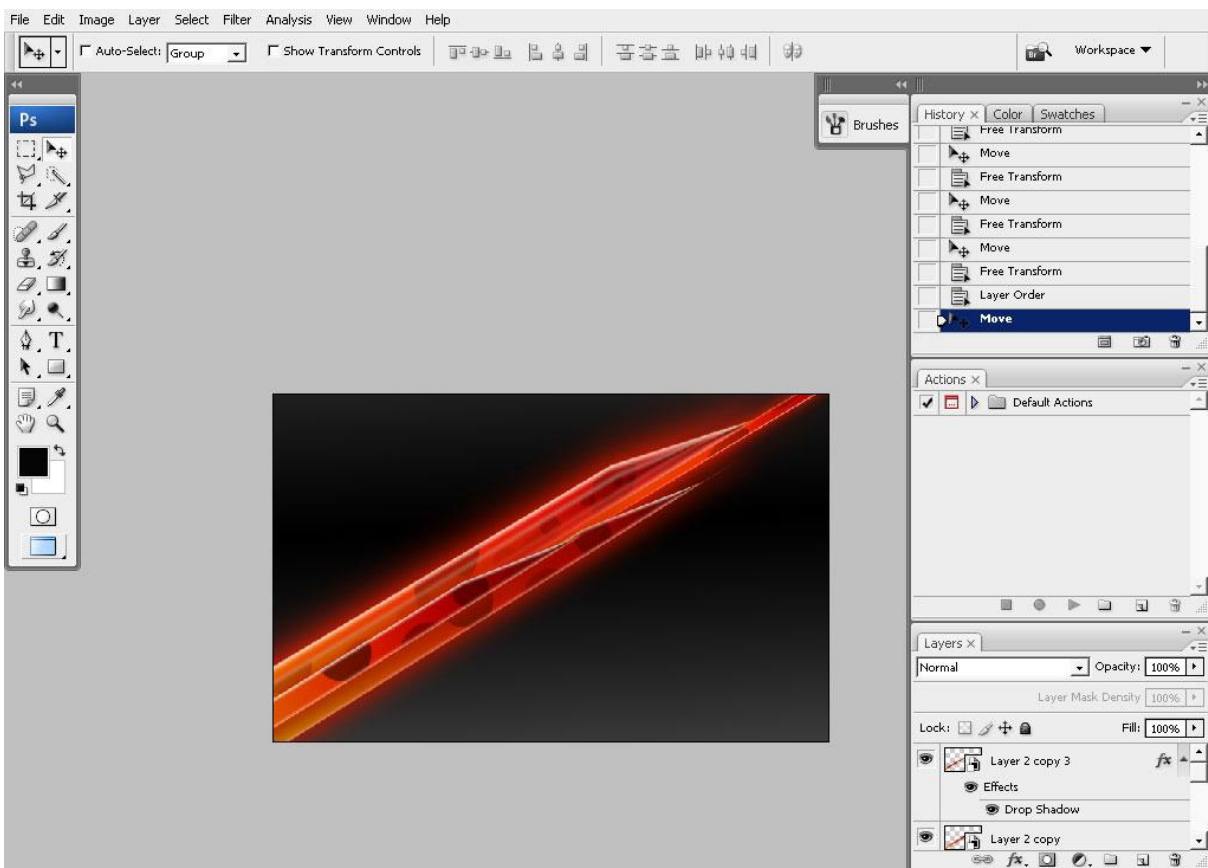 File Edit Image Layer Select Filter Analysis View Window Help
Auto-Select: Group Show Transform Controls Workspace
Ps
Brushes
History Color Swatches
Free Transform
Move
Free Transform
Move
Free Transform
Move
Free Transform
Layer Order
Move
Actions
Default Actions
Layers
Normal Opacity: 100%
Layer Mask Density 100%
Lock: Fill: 100%
Layer 2 copy 3 fx
Effects
Drop Shadow
Layer 2 copy
fx.
T